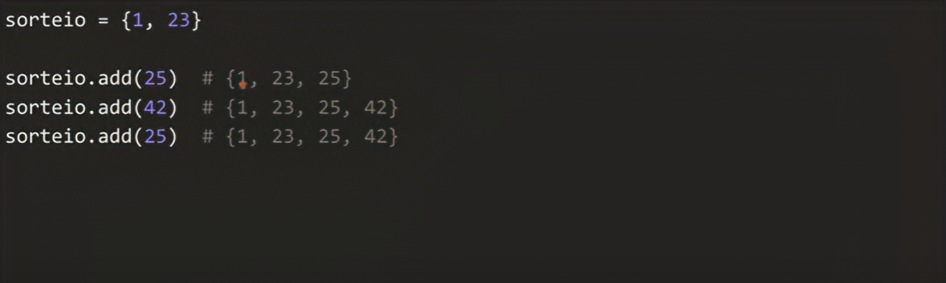 sorteio = {1, 23}
sorteio.add(25)  # {1, 23, 25}
sorteio.add(42)  # {1, 23, 25, 42}
sorteio.add(25)  # {1, 23, 25, 42}